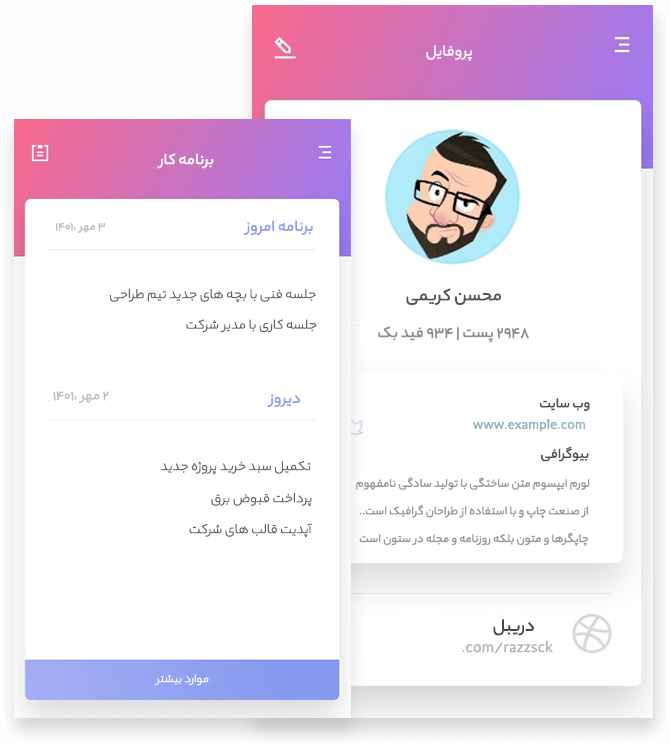 پروفایل
محسن کریمی
۲۹۴۸ پست | ۹۳۴ فید بک
وب سایت
www.example.com
بیوگرافی
لورم ایپسوم متن ساختگی با تولید سادگی نامفهوم
از صنعت چاپ و با استفاده از طراحان گرافیک است..
چاپگرها و متون بلکه روزنامه و مجله در ستون است
دریبل
.com/razzsck
برنامه کار
برنامه امروز
۳ مهر ،۱۴۰۱
جلسه فنی با بچه های جدید تیم طراحی
جلسه کاری با مدیر شرکت
دیروز
۲ مهر ،۱۴۰۱
تکمیل سبد خرید پروژه جدید
پرداخت قبوض برق
آپدیت قالب های شرکت
موارد بیشتر